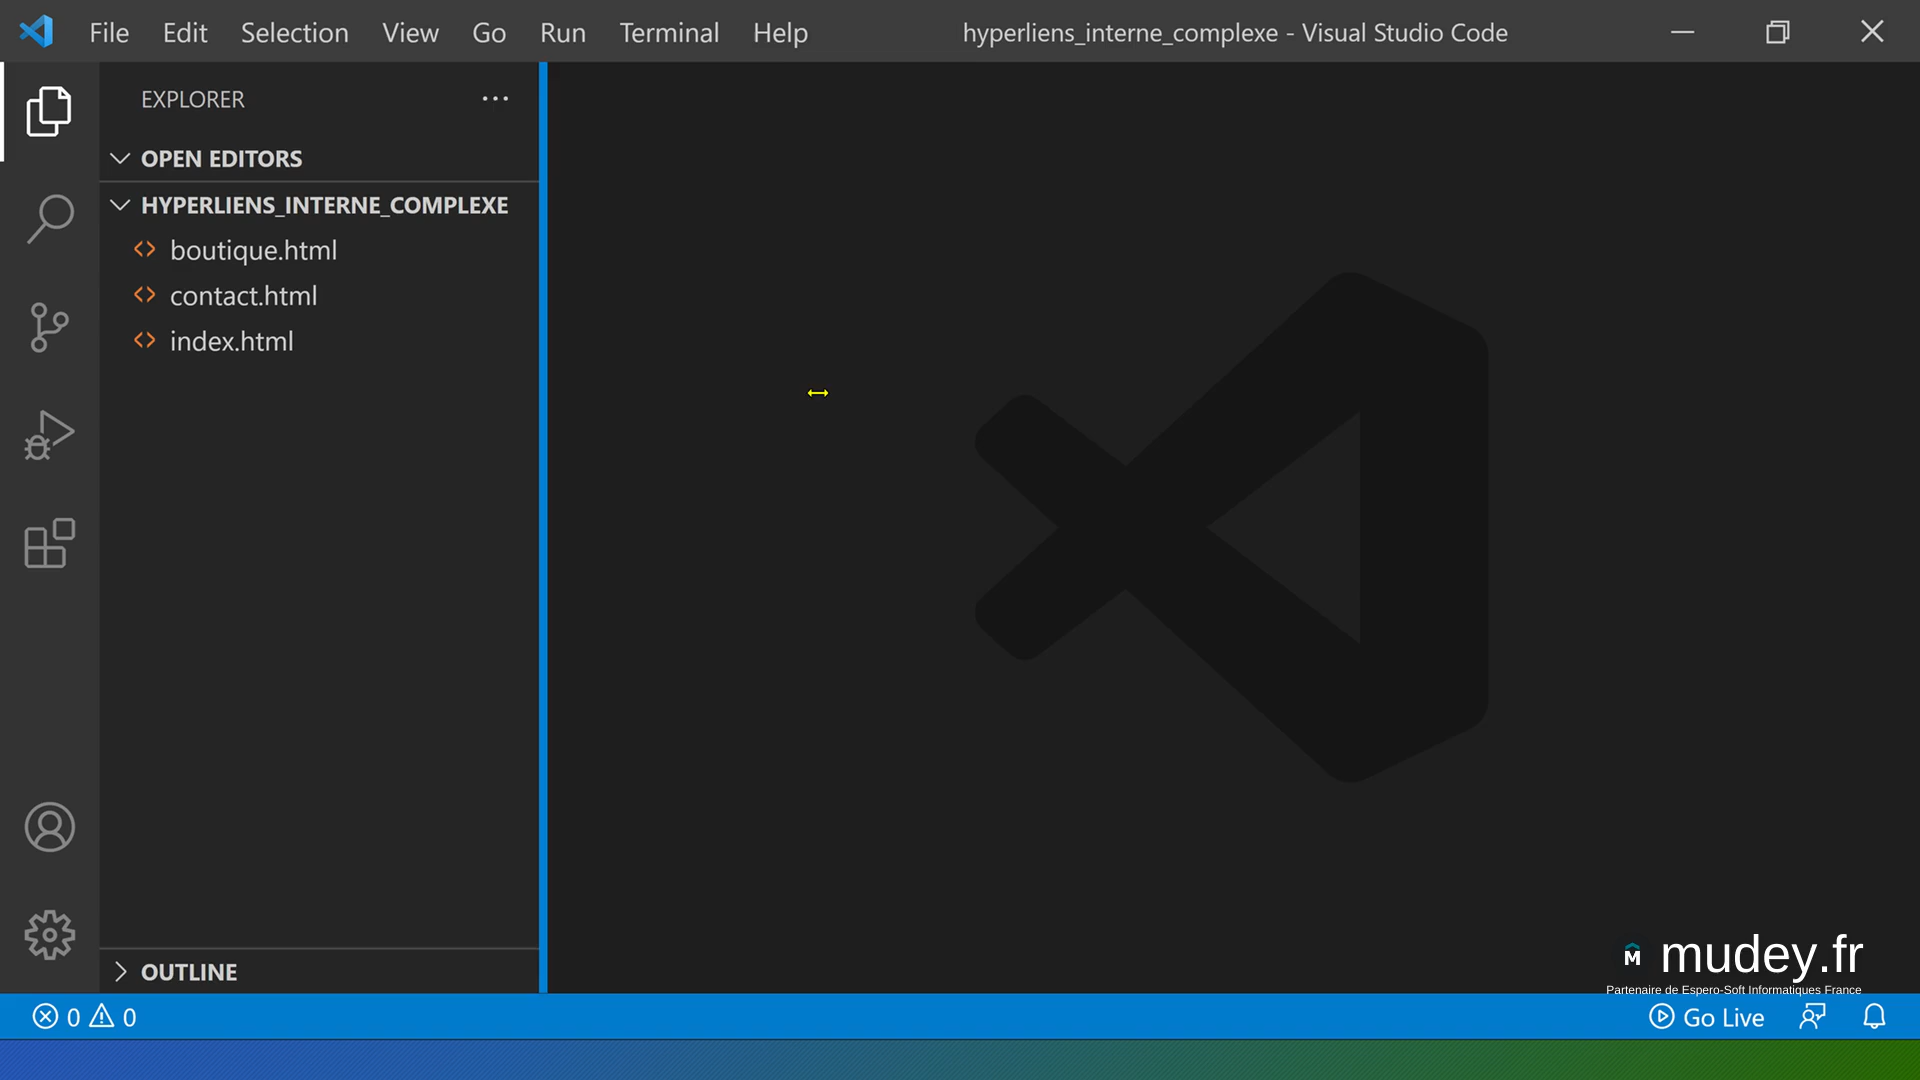 File Edit Selection View Go Run Terminal Help hyperliens_interne_complexe - Visual Studio Code
EXPLORER
OPEN EDITORS
HYPERLIENS_INTERNE_COMPLEXE
boutique.html
contact.html
index.html
OUTLINE
M mudey.fr
Partenaire de Espero-Soft Informatiques France
0 0 Go Live